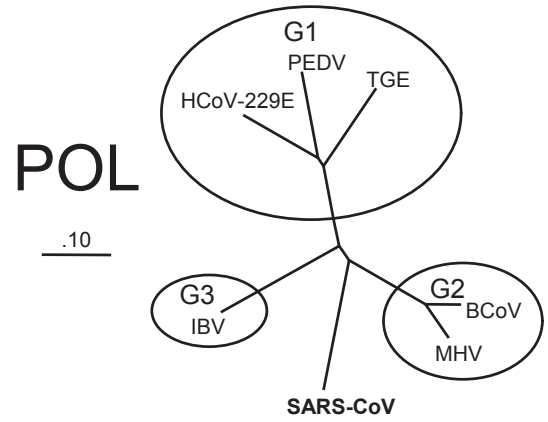 G1
PEDV
TGE
HCoV-229E
POL
.10
G3
IBV
G2
BCoV
MHV
SARS-CoV